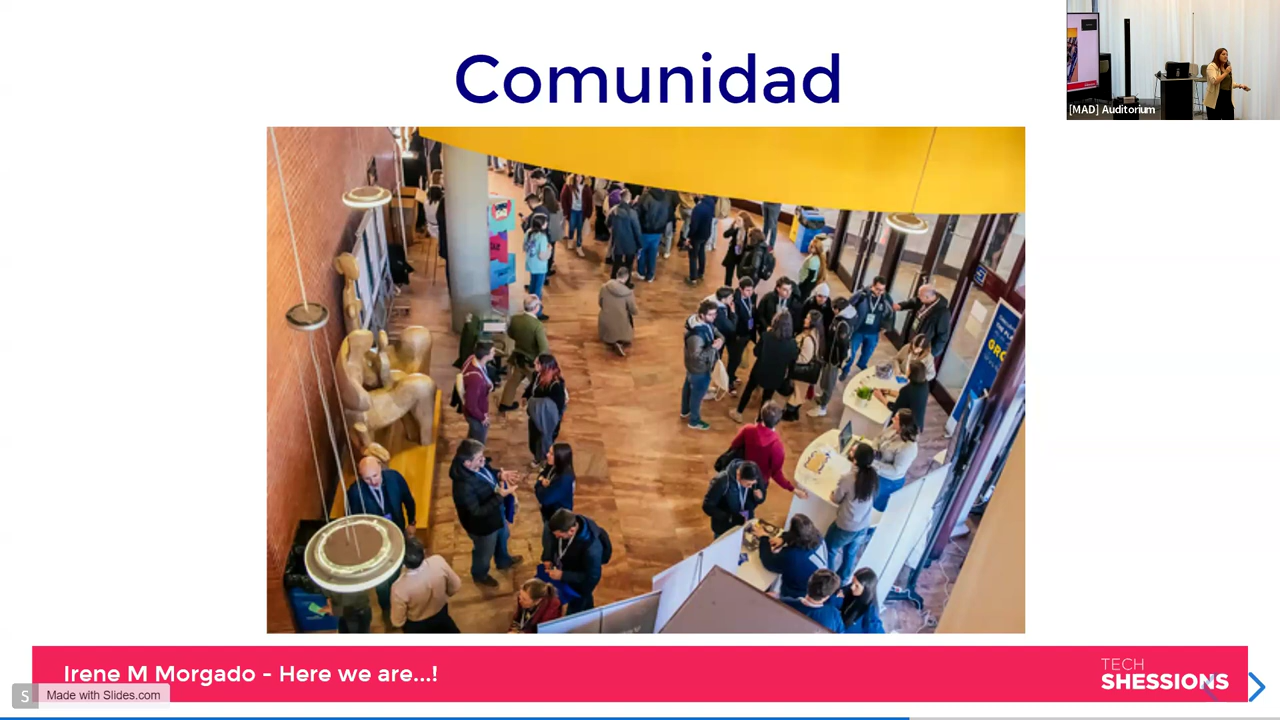 Comunidad
[MAD] Auditorium
Irene M Morgado - Here we are...!
TECH
SHESSIONS
S
Made with Slides.com